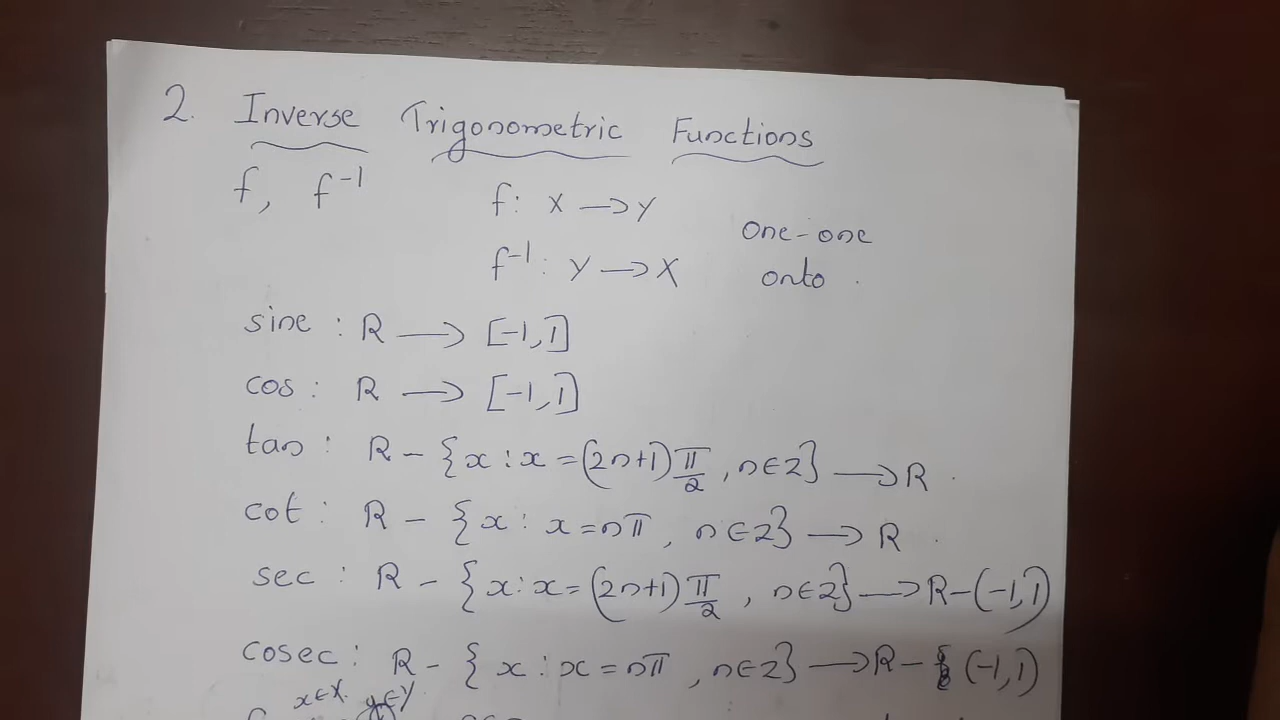 2. Inverse Trigonometric Functions
f, f⁻¹ f: X → Y one-one
f⁻¹: Y → X onto.
sine : R → [-1,1]
cos : R → [-1,1]
tan : R - {x : x = (2n+1)π/2, n∈Z} → R.
cot : R - {x : x = nπ, n∈Z} → R.
sec : R - {x : x = (2n+1)π/2, n∈Z} → R-(-1,1)
cosec : R - {x : x = nπ, n∈Z} → R - (-1,1)
x∈X. y∈Y